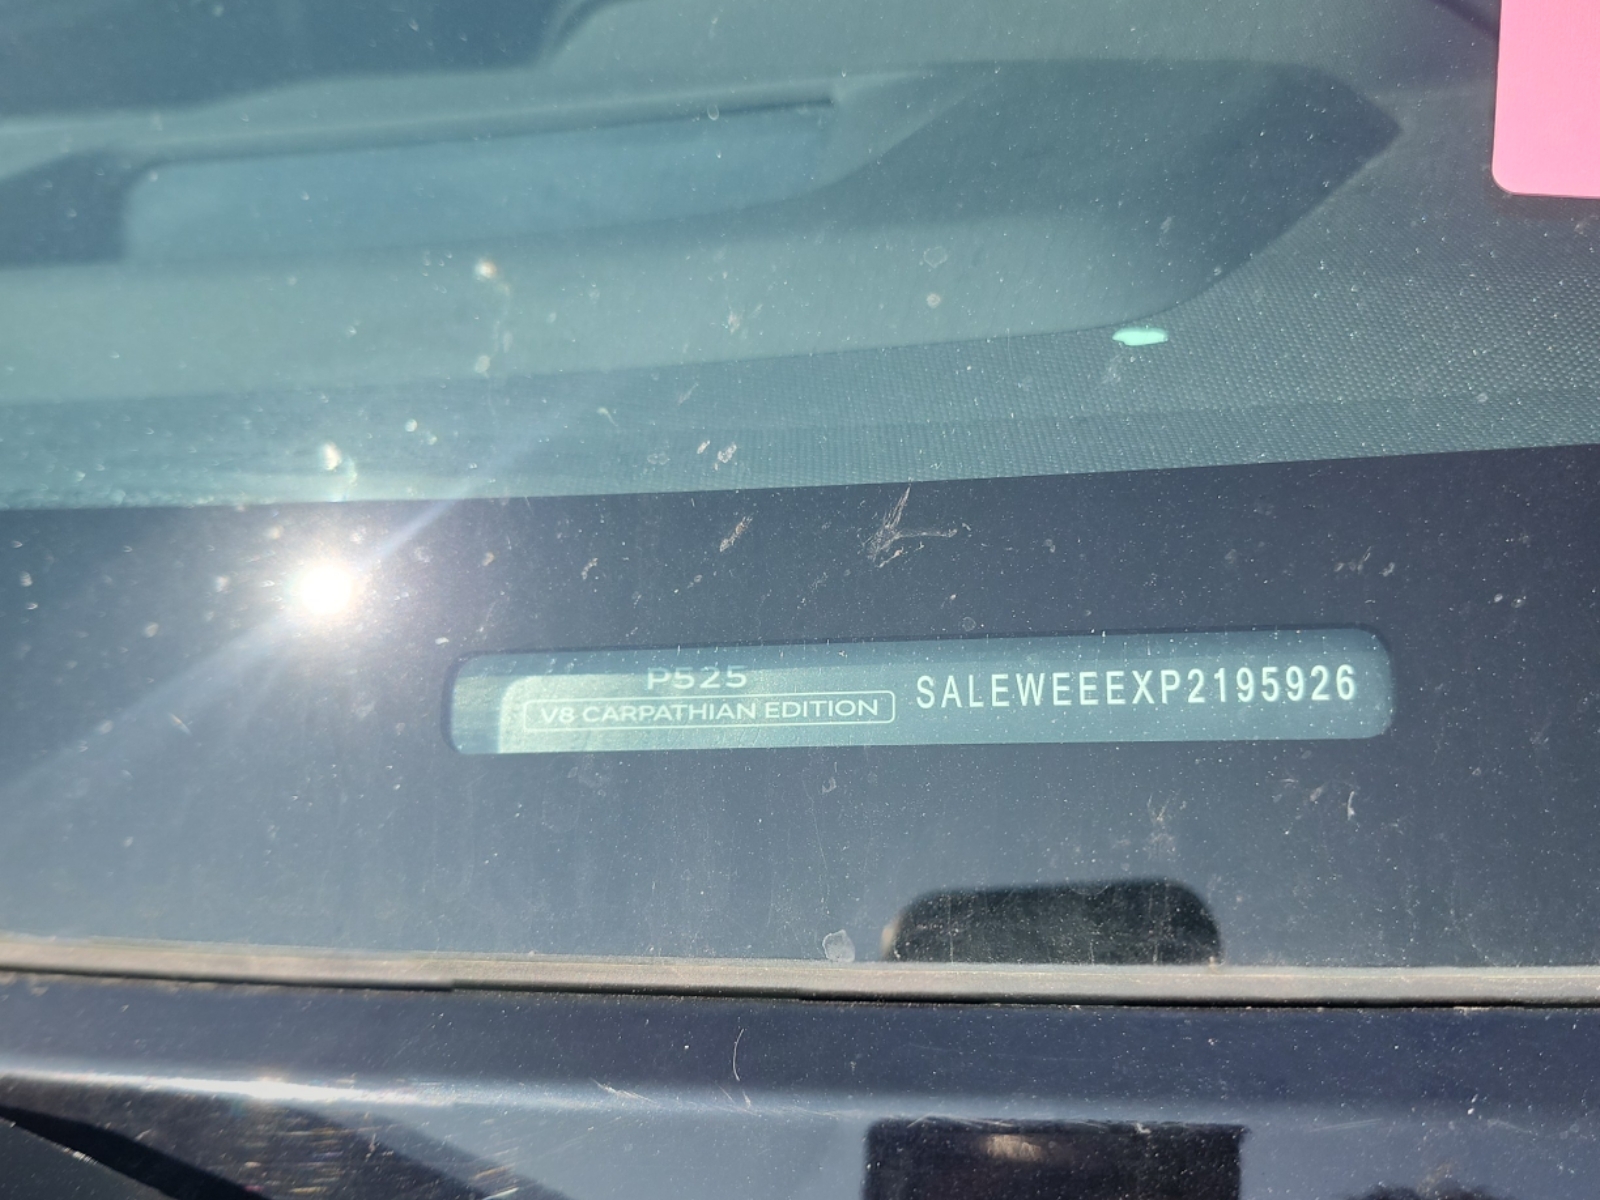 P525
V8 CARPATHIAN EDITION
SALEWEEEXP2195926